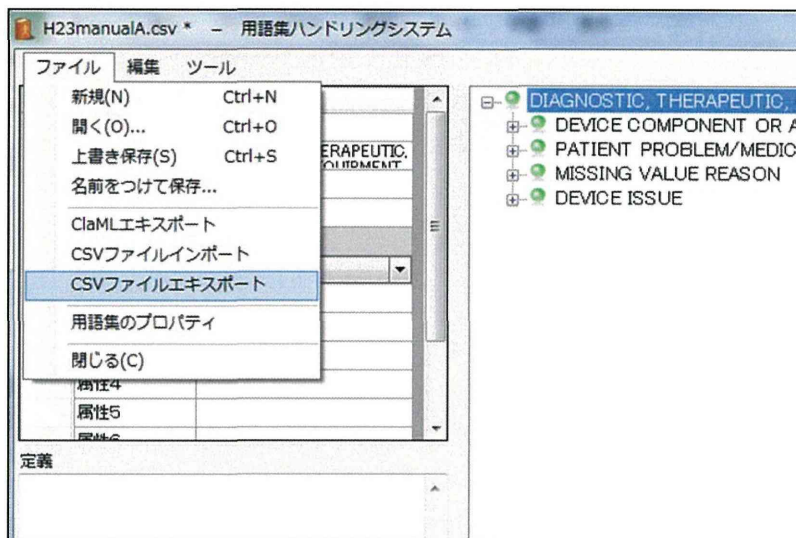 H23manualA.csv * – 用語集ハンドリングシステム
ファイル 編集 ツール
新規(N) Ctrl+N
開く(O)... Ctrl+O
上書き保存(S) Ctrl+S
名前をつけて保存...
ClaMLエキスポート
CSVファイルインポート
CSVファイルエキスポート
用語集のプロパティ
閉じる(C)
ERAPEUTIC,
属性4
属性5
定義
DIAGNOSTIC, THERAPEUTIC,
DEVICE COMPONENT OR A
PATIENT PROBLEM/MEDIC
MISSING VALUE REASON
DEVICE ISSUE